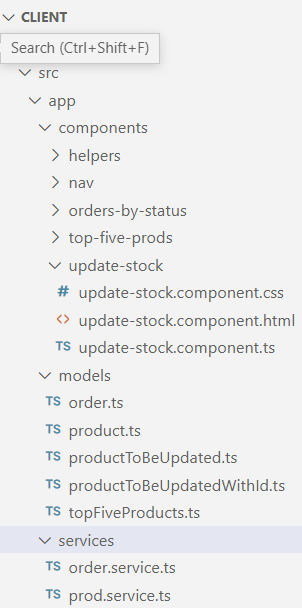 CLIENT
Search (Ctrl+Shift+F)
src
app
components
helpers
nav
orders-by-status
top-five-prods
update-stock
# update-stock.component.css
<> update-stock.component.html
TS update-stock.component.ts
models
TS order.ts
TS product.ts
TS productToBeUpdated.ts
TS productToBeUpdatedWithId.ts
TS topFiveProducts.ts
services
TS order.service.ts
TS prod.service.ts